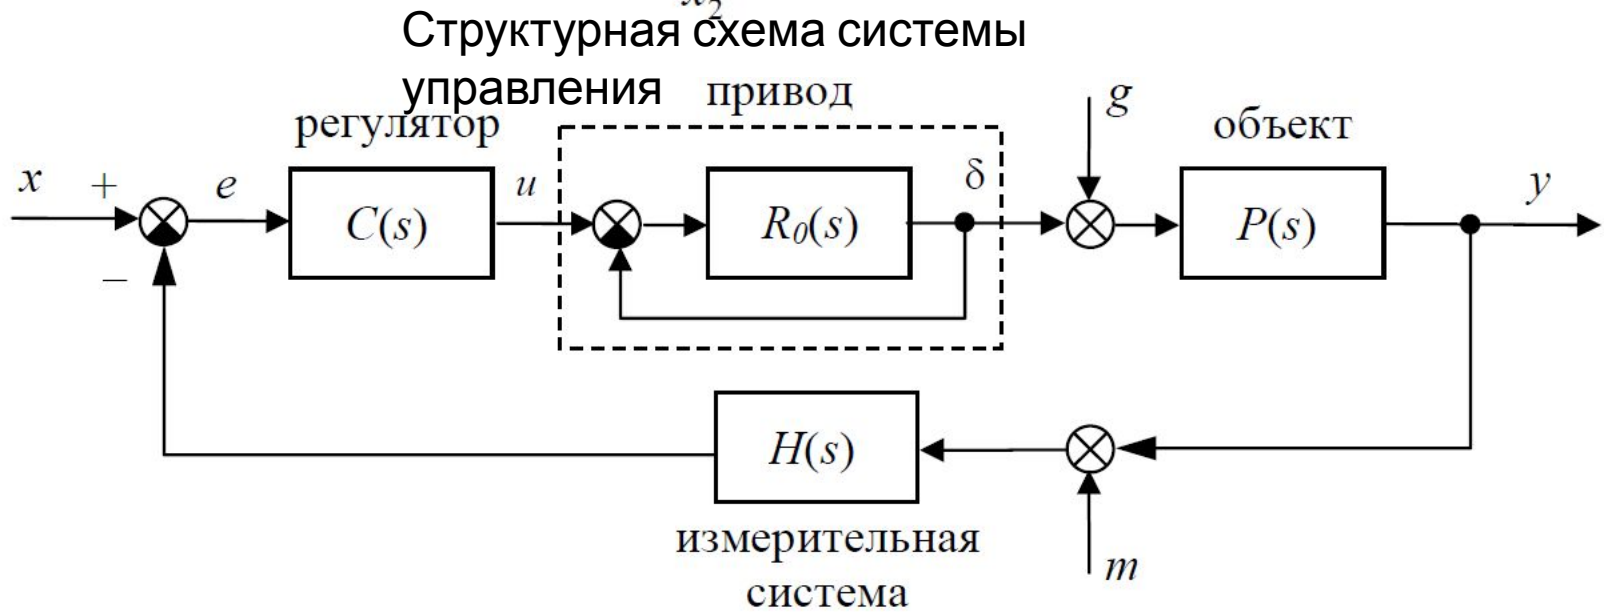 Структурная схема системы
управления
привод
g
регулятор
объект
x + e u δ y
C(s) R0(s) P(s)
–
H(s)
измерительная
система
m